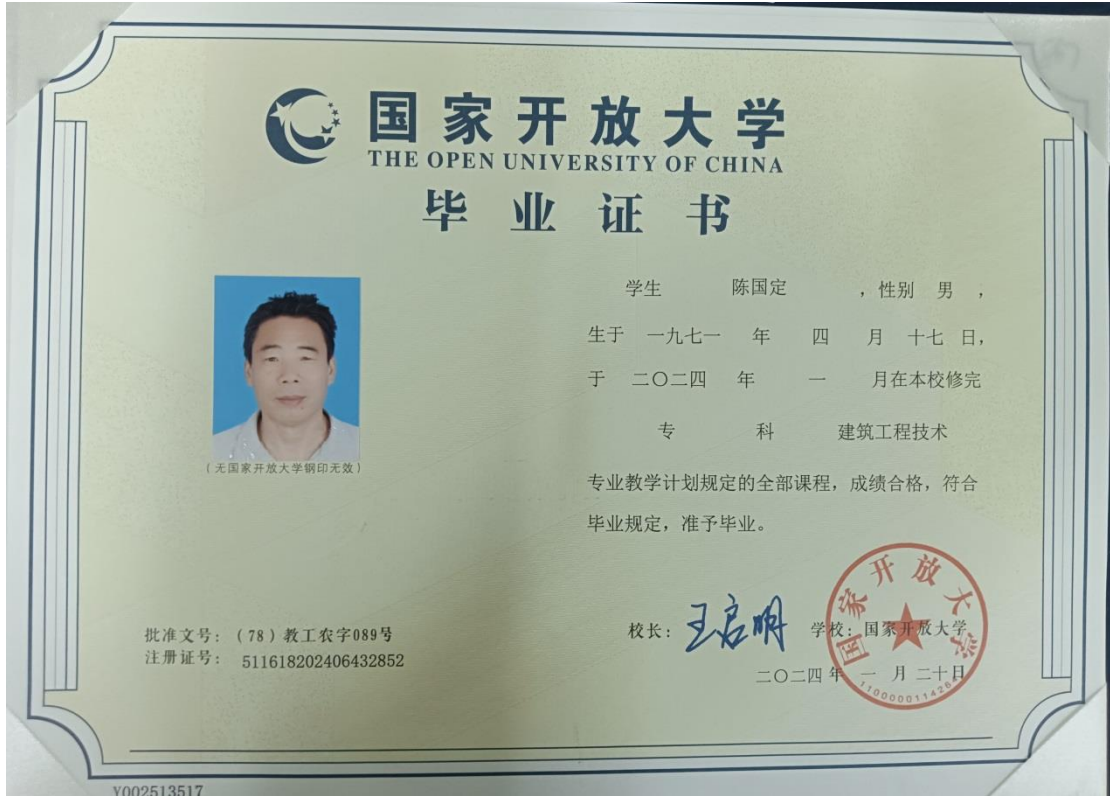 国家开放大学
THE OPEN UNIVERSITY OF CHINA
毕业证书
学生 陈国定 ，性别 男 ，
生于 一九七一 年 四 月 十七 日，
于 二〇二四 年 一 月在本校修完
专 科 建筑工程技术
专业教学计划规定的全部课程，成绩合格，符合
毕业规定，准予毕业。
（无国家开放大学钢印无效）
批准文号：（78）教工农字089号
注册证号： 511618202406432852
校长：王启明 学校：国家开放大学
二〇二四 年 一 月 二十日
国家开放大学
Y002513517